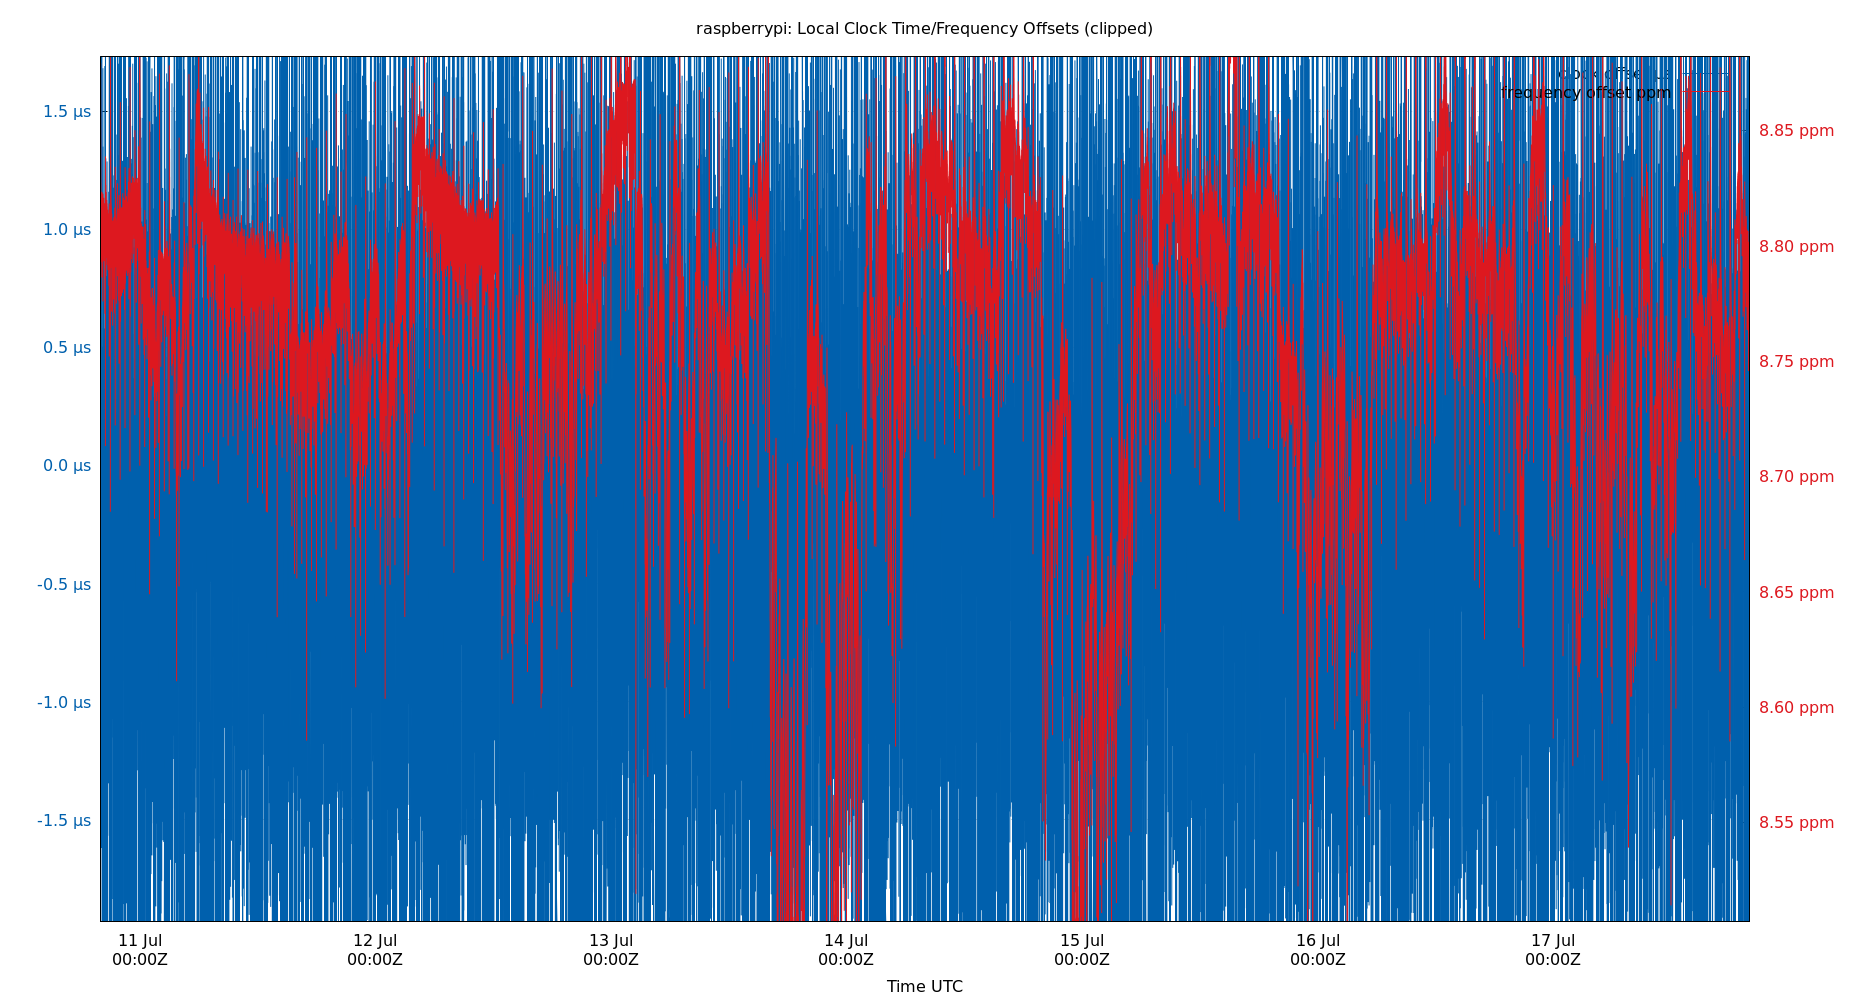 raspberrypi: Local Clock Time/Frequency Offsets (clipped)
clock offset µs
frequency offset ppm
1.5 µs
1.0 µs
0.5 µs
0.0 µs
-0.5 µs
-1.0 µs
-1.5 µs
8.85 ppm
8.80 ppm
8.75 ppm
8.70 ppm
8.65 ppm
8.60 ppm
8.55 ppm
11 Jul 12 Jul 13 Jul 14 Jul 15 Jul 16 Jul 17 Jul
00:00Z 00:00Z 00:00Z 00:00Z 00:00Z 00:00Z 00:00Z
Time UTC